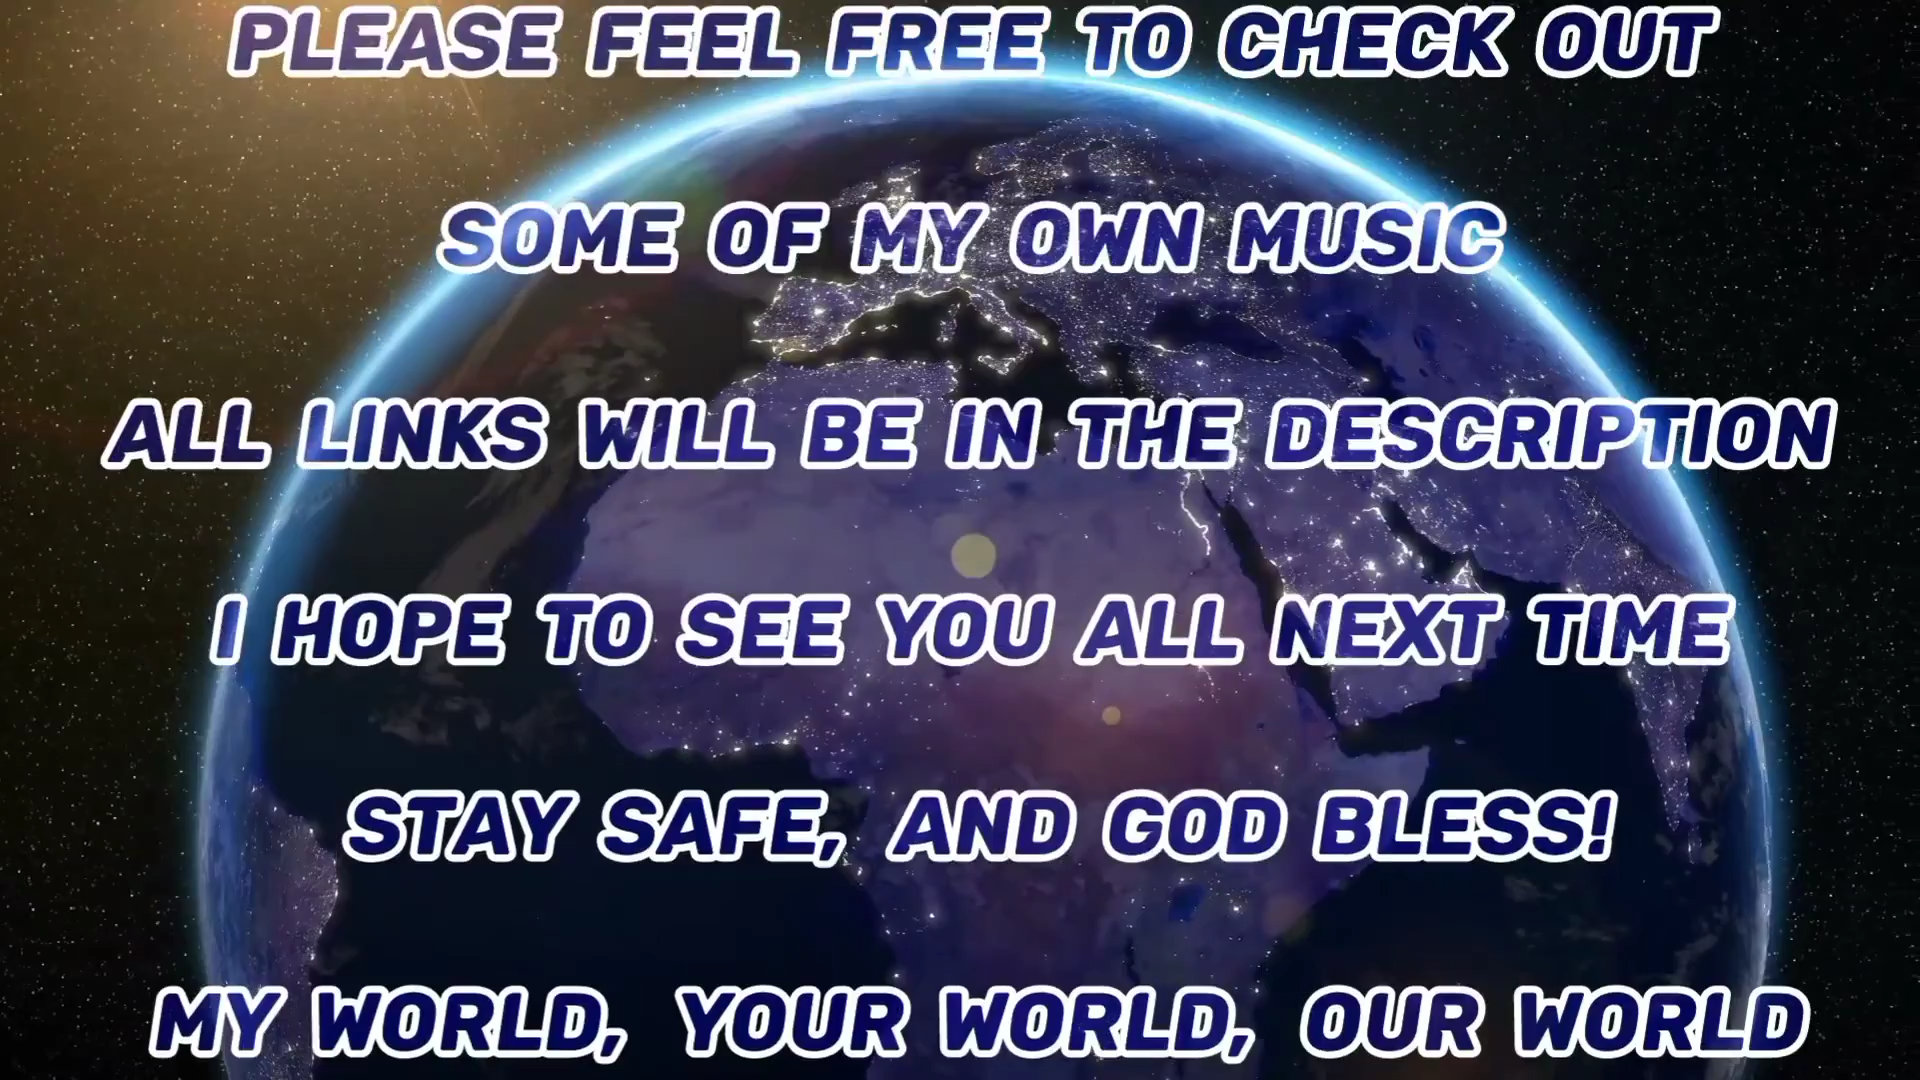 PLEASE FEEL FREE TO CHECK OUT
SOME OF MY OWN MUSIC
ALL LINKS WILL BE IN THE DESCRIPTION
I HOPE TO SEE YOU ALL NEXT TIME
STAY SAFE, AND GOD BLESS!
MY WORLD, YOUR WORLD, OUR WORLD